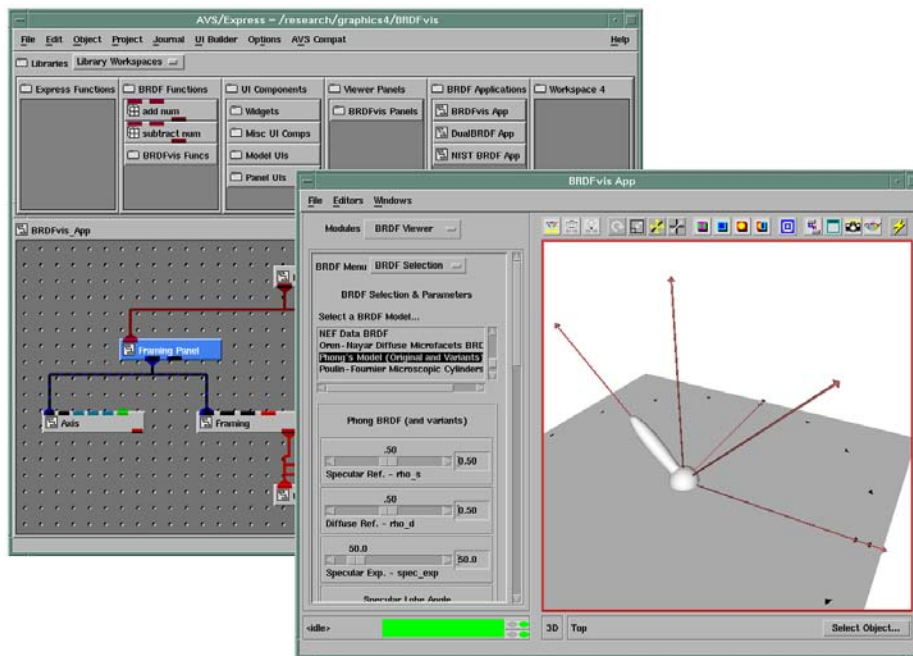 AVS/Express - /research/graphics4/BRDFvis
File Edit Object Project Journal UI Builder Options AVS Compat Help
Libraries Library Workspaces
Express Functions BRDF Functions UI Components Viewer Panels BRDF Applications Workspace 4
add num Widgets BRDFvis Panels BRDFvis App
subtract num Misc UI Comps DualBRDF App
BRDFvis Funcs Model UIs NIST BRDF App
Panel UIs
BRDFvis_App
Framing Panel
Axis Framing
BRDFvis App
File Editors Windows
Modules BRDF Viewer
BRDF Menu BRDF Selection
BRDF Selection & Parameters
Select a BRDF Model...
NEF Data BRDF
Oren-Nayar Diffuse Microfacets BRD
Phong's Model (Original and Variants)
Poulin-Fournier Microscopic Cylinders
Phong BRDF (and variants)
.50
0.50
Specular Ref. - rho_s
.50
0.50
Diffuse Ref. - rho_d
50.0
50.0
Specular Exp. - spec_exp
Specular Lobe Angle
<idle> 3D Top Select Object...